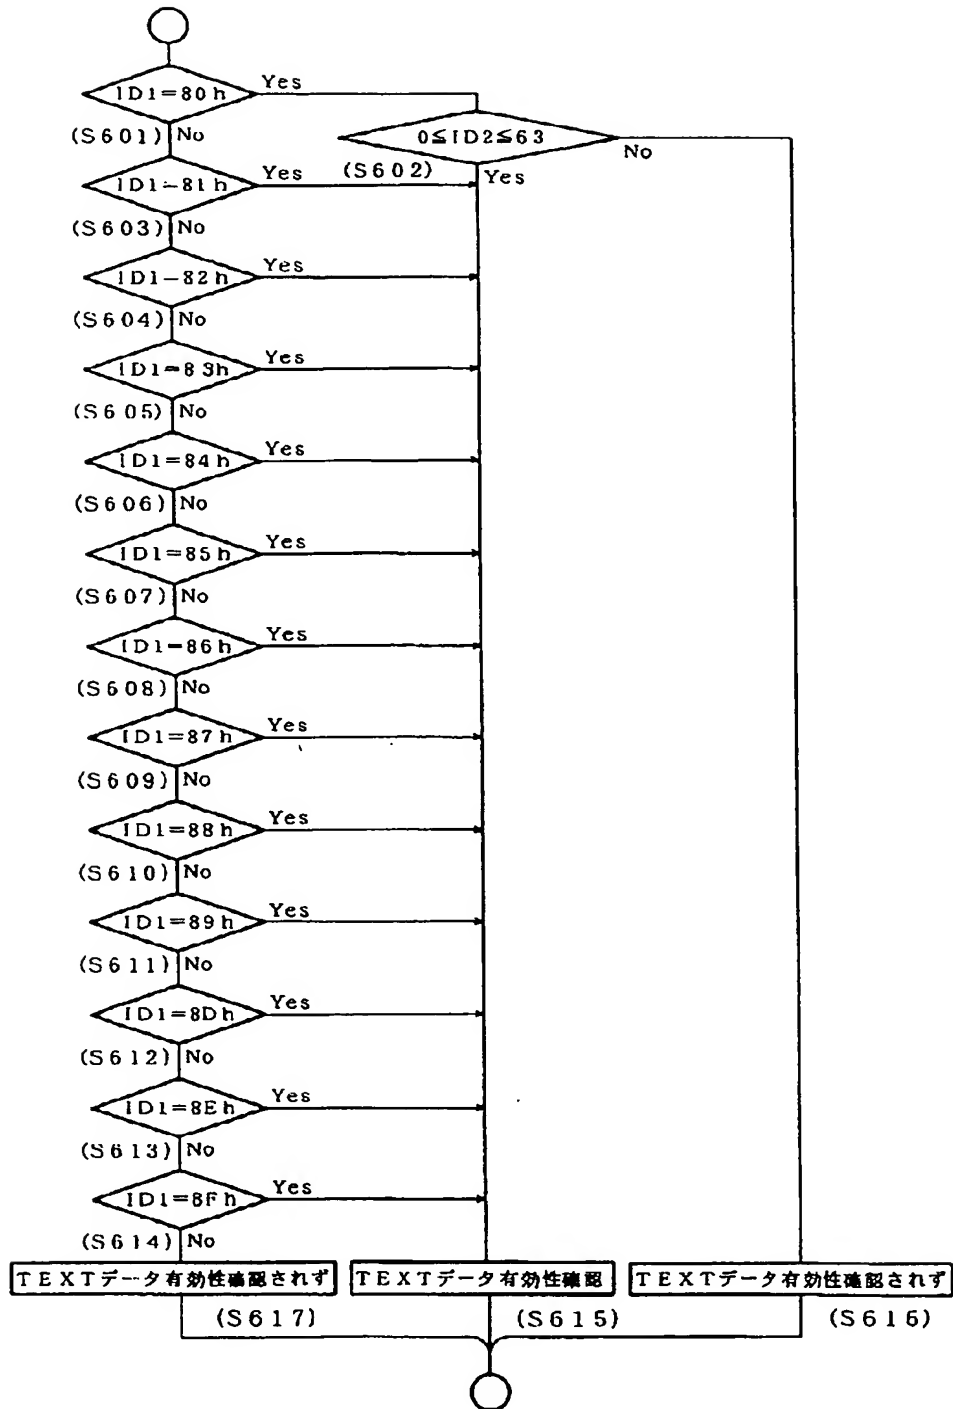 ID1=80h
Yes
(S601) No
0≦ID2≦63
No
(S602)
Yes
ID1=81h
Yes
(S603) No
ID1=82h
Yes
(S604) No
ID1=83h
Yes
(S605) No
ID1=84h
Yes
(S606) No
ID1=85h
Yes
(S607) No
ID1=86h
Yes
(S608) No
ID1=87h
Yes
(S609) No
ID1=88h
Yes
(S610) No
ID1=89h
Yes
(S611) No
ID1=8Dh
Yes
(S612) No
ID1=8Eh
Yes
(S613) No
ID1=8Fh
Yes
(S614) No
TEXTデータ有効性確認されず
TEXTデータ有効性確認
TEXTデータ有効性確認されず
(S617)
(S615)
(S616)